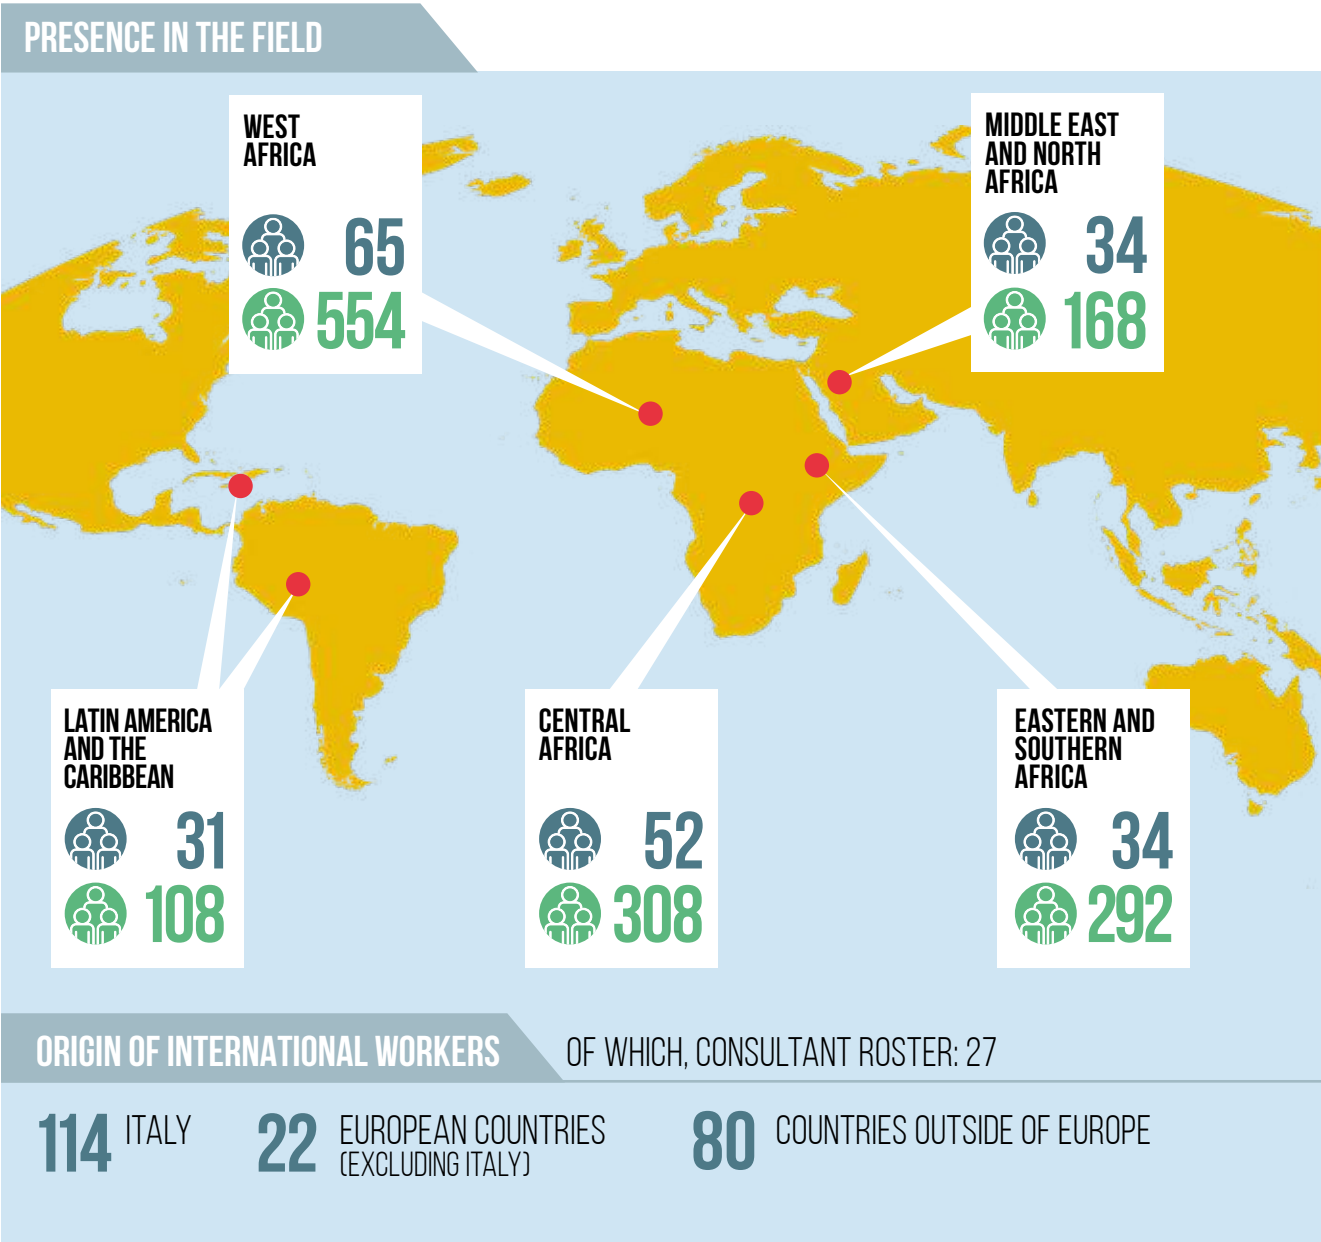 PRESENCE IN THE FIELD
WEST
AFRICA
65
554
MIDDLE EAST
AND NORTH
AFRICA
34
168
LATIN AMERICA
AND THE
CARIBBEAN
31
108
CENTRAL
AFRICA
52
308
EASTERN AND
SOUTHERN
AFRICA
34
292
ORIGIN OF INTERNATIONAL WORKERS
OF WHICH, CONSULTANT ROSTER: 27
114 ITALY
22 EUROPEAN COUNTRIES
(EXCLUDING ITALY)
80 COUNTRIES OUTSIDE OF EUROPE